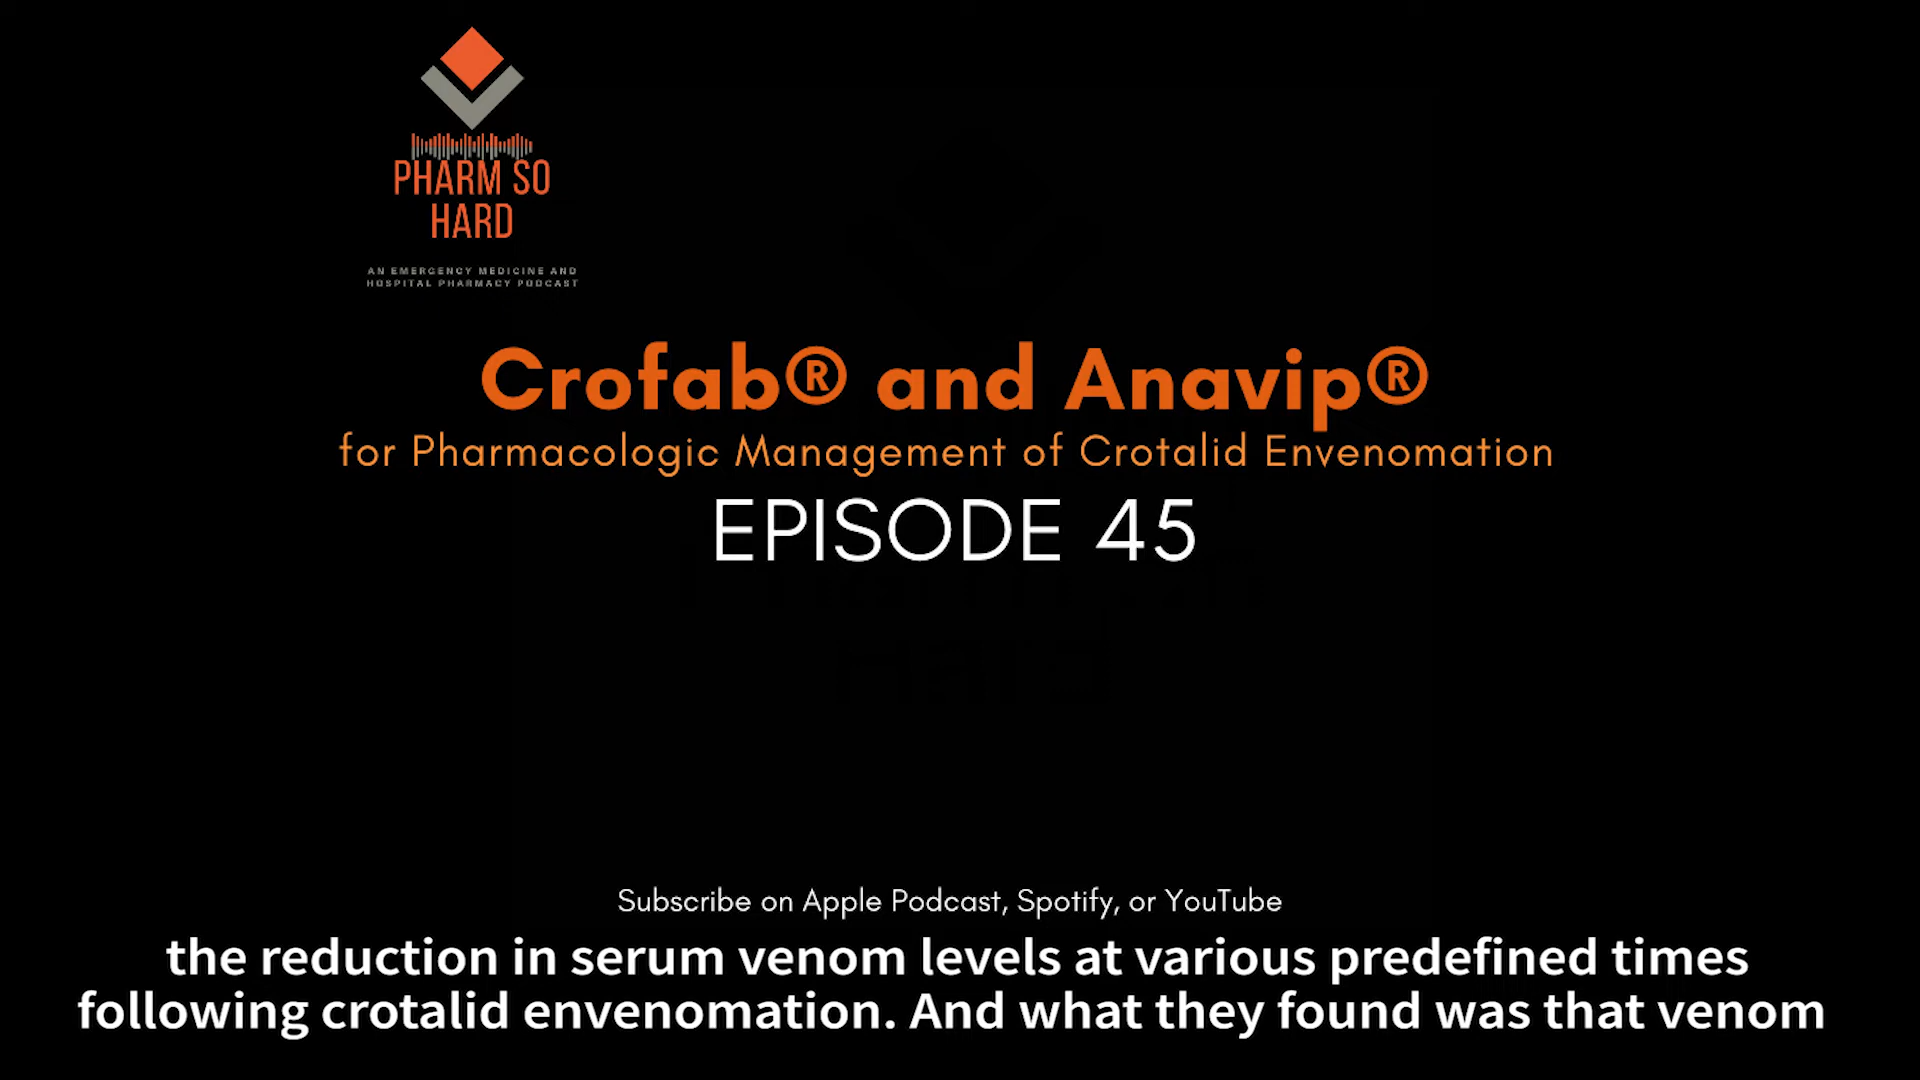 PHARM SO
HARD
AN EMERGENCY MEDICINE AND
HOSPITAL PHARMACY PODCAST
Crofab® and Anavip®
for Pharmacologic Management of Crotalid Envenomation
EPISODE 45
Subscribe on Apple Podcast, Spotify, or YouTube
the reduction in serum venom levels at various predefined times
following crotalid envenomation. And what they found was that venom